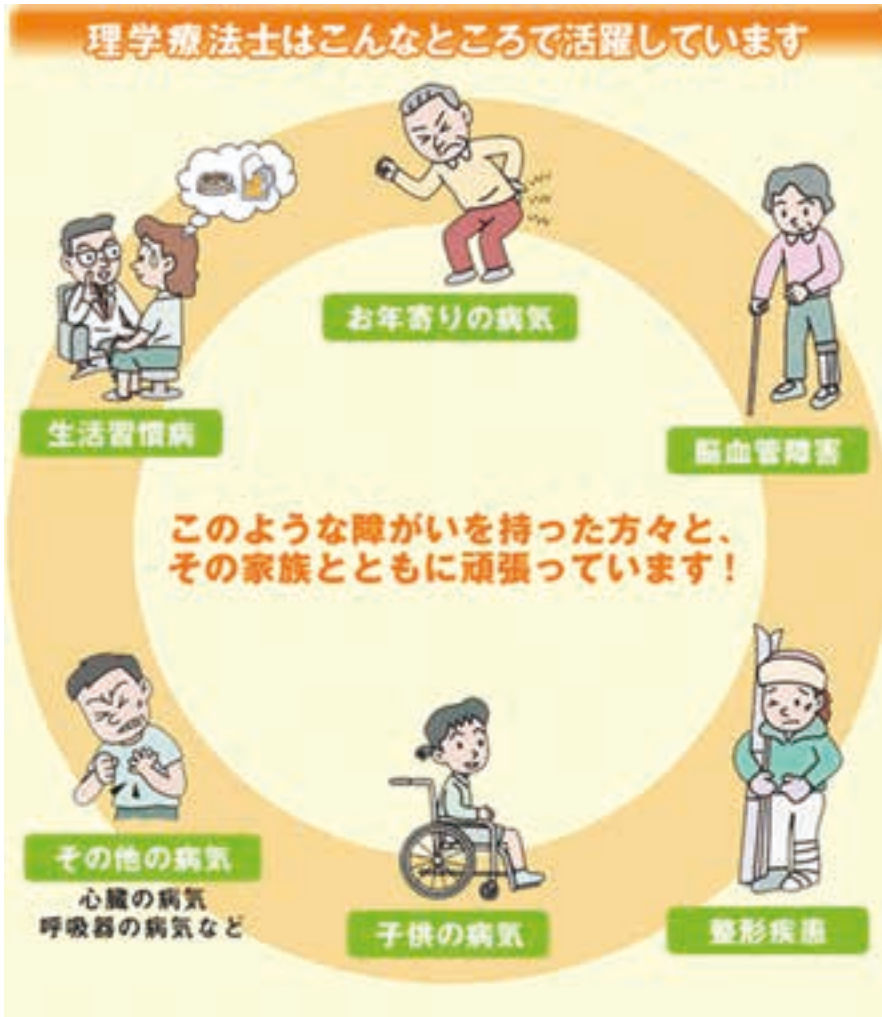 理学療法士はこんなところで活躍しています
お年寄りの病気
生活習慣病
脳血管障害
このような障がいを持った方々と、
その家族とともに頑張っています！
その他の病気
心臓の病気
呼吸器の病気など
子供の病気
整形疾患